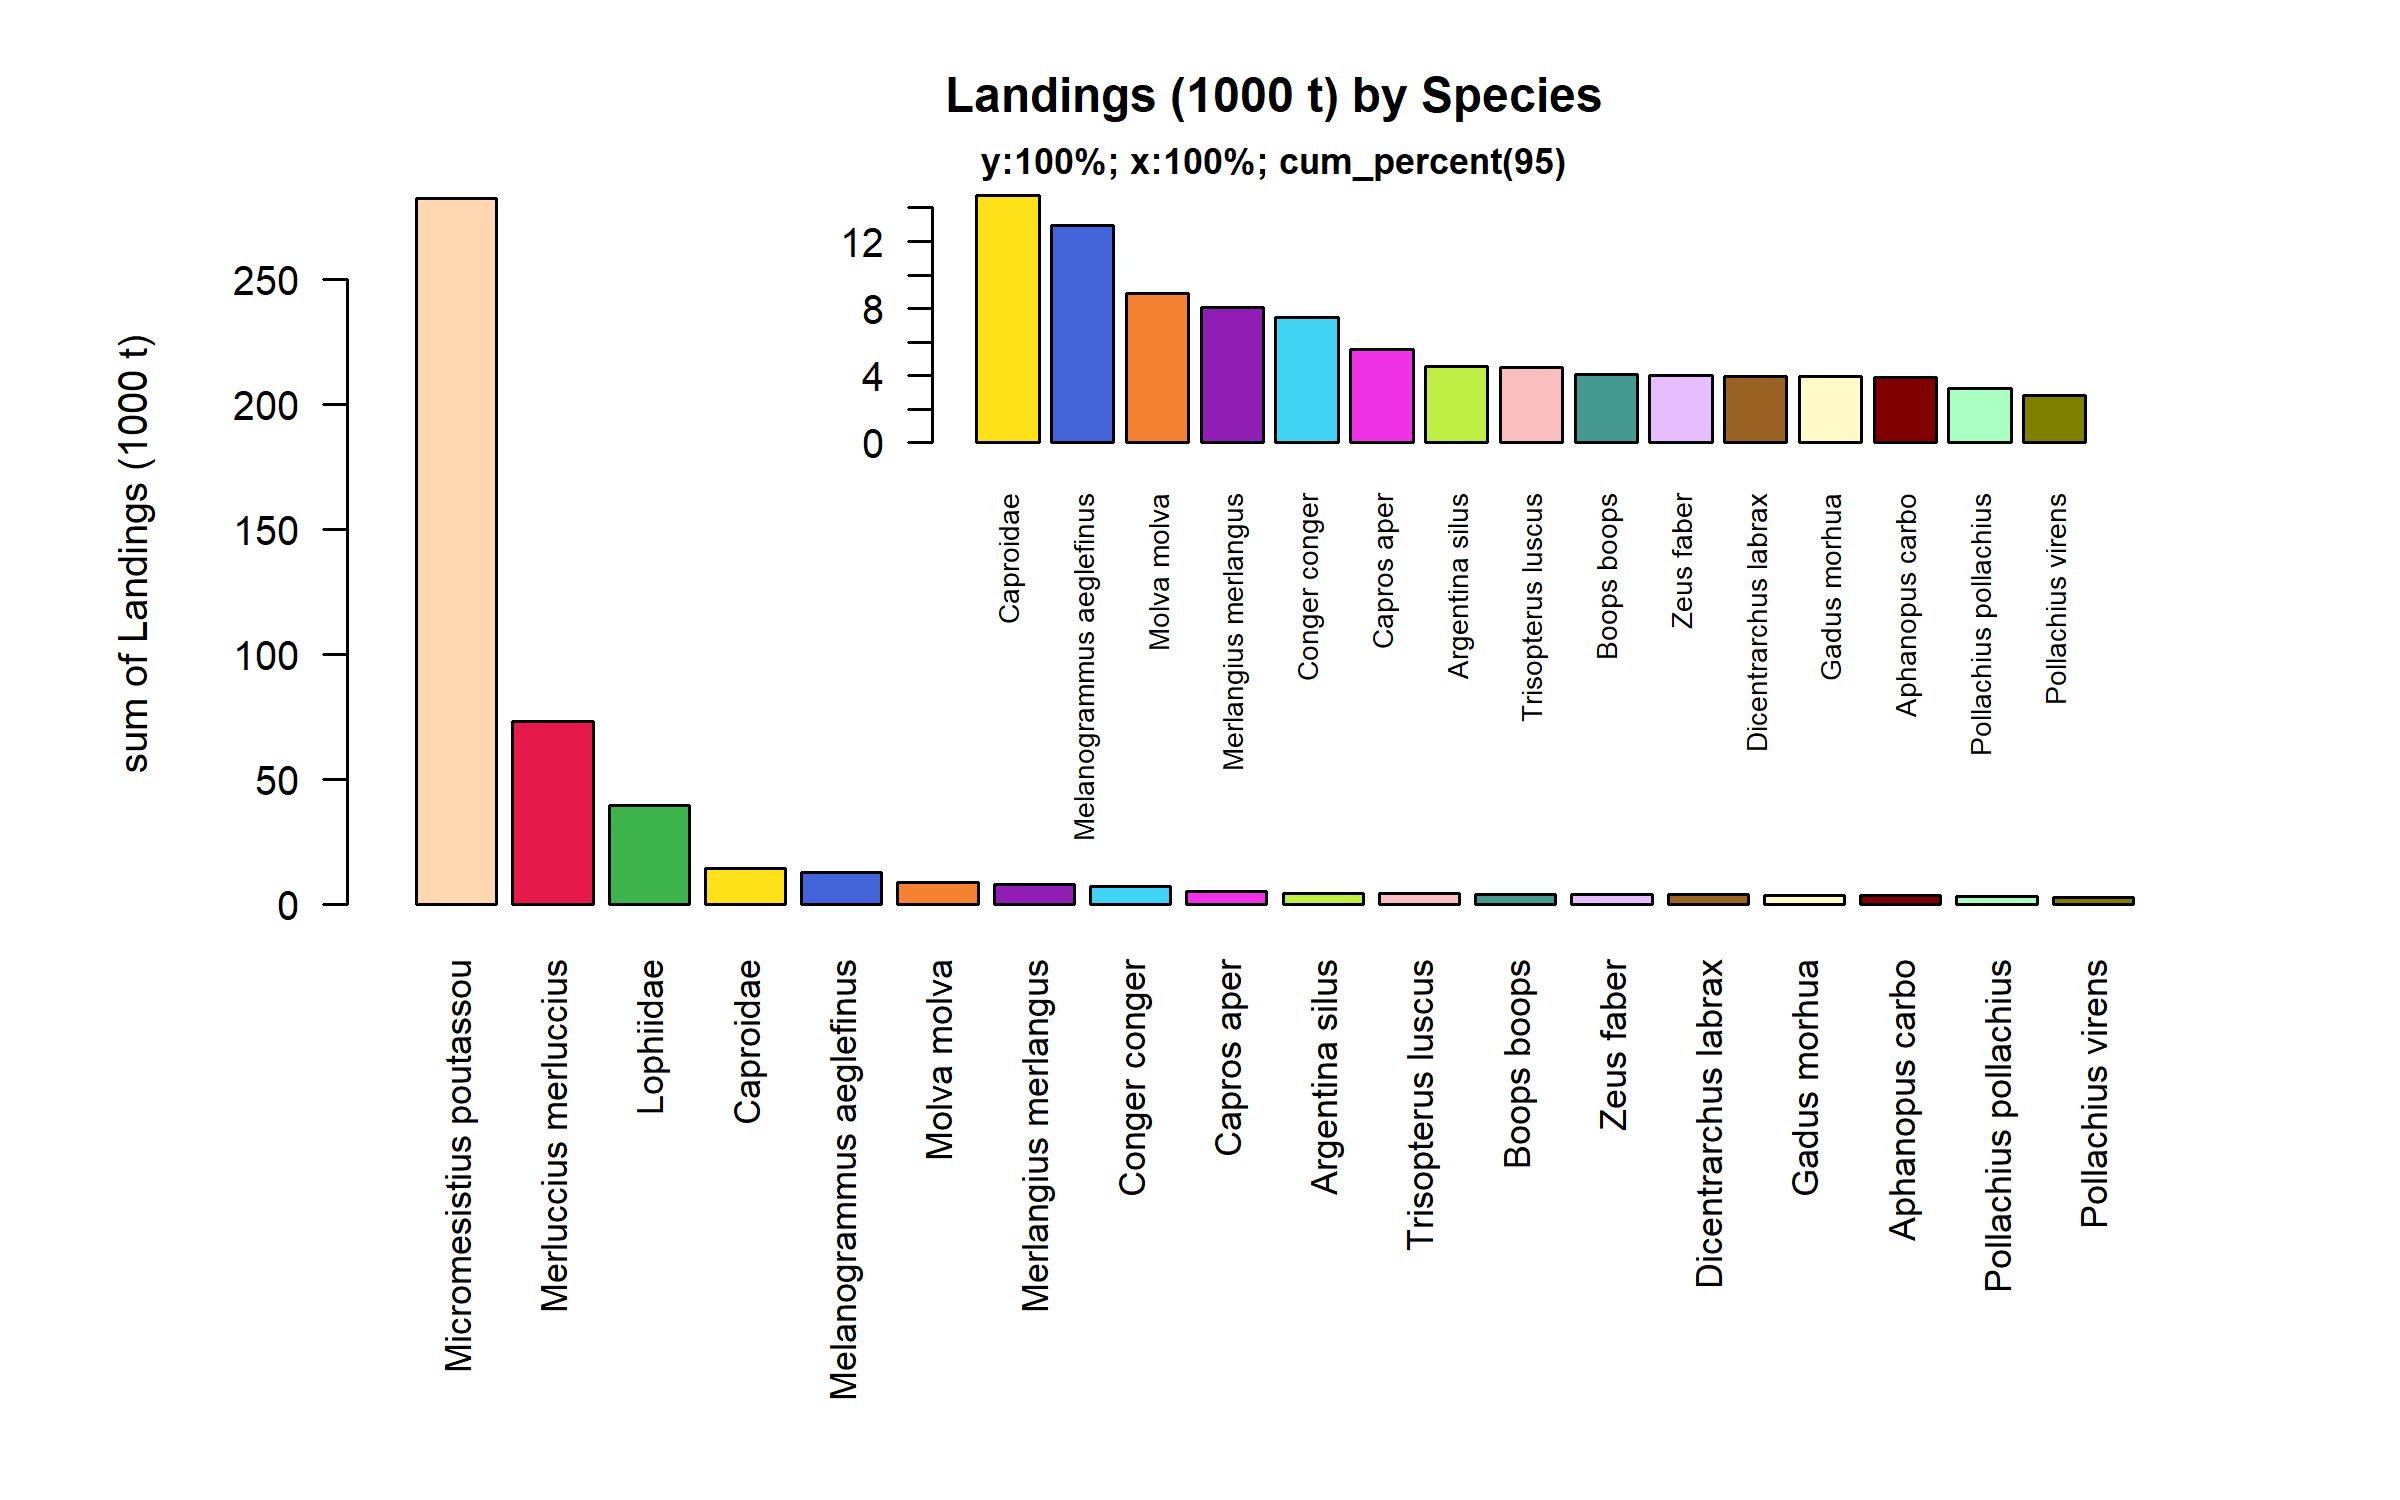 Landings (1000 t) by Species
y:100%; x:100%; cum_percent(95)
12
8
4
0
Caproidae
Melanogrammus aeglefinus
Molva molva
Merlangius merlangus
Conger conger
Capros aper
Argentina silus
Trisopterus luscus
Boops boops
Zeus faber
Dicentrarchus labrax
Gadus morhua
Aphanopus carbo
Pollachius pollachius
Pollachius virens
sum of Landings (1000 t)
250
200
150
100
50
0
Micromesistius poutassou
Merluccius merluccius
Lophiidae
Caproidae
Melanogrammus aeglefinus
Molva molva
Merlangius merlangus
Conger conger
Capros aper
Argentina silus
Trisopterus luscus
Boops boops
Zeus faber
Dicentrarchus labrax
Gadus morhua
Aphanopus carbo
Pollachius pollachius
Pollachius virens